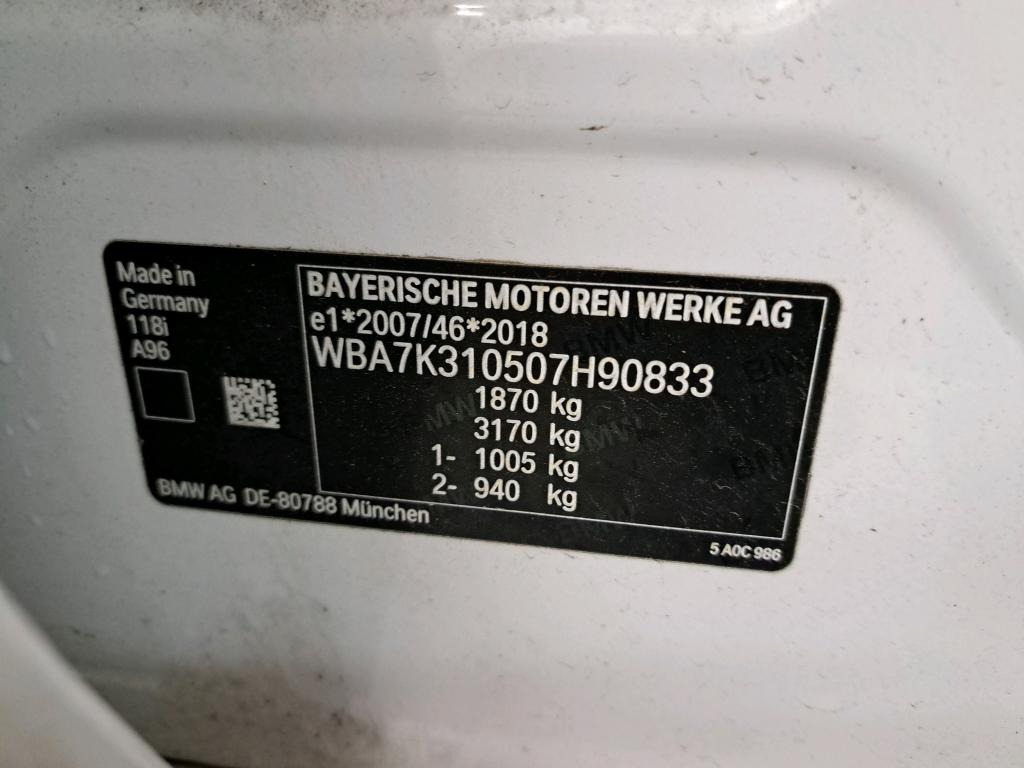 Made in
Germany
118i
A96
BAYERISCHE MOTOREN WERKE AG
e1*2007/46*2018
WBA7K310507H90833
1870 kg
3170 kg
1- 1005 kg
2- 940 kg
BMW AG DE-80788 München
5 A0C 986